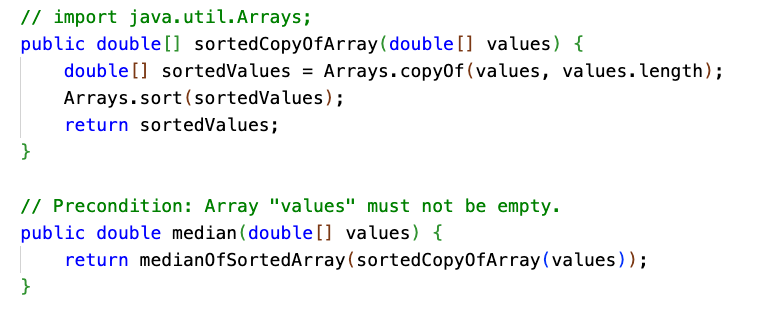 // import java.util.Arrays;
public double[] sortedCopyOfArray(double[] values) {
    double[] sortedValues = Arrays.copyOf(values, values.length);
    Arrays.sort(sortedValues);
    return sortedValues;
}

// Precondition: Array "values" must not be empty.
public double median(double[] values) {
    return medianOfSortedArray(sortedCopyOfArray(values));
}